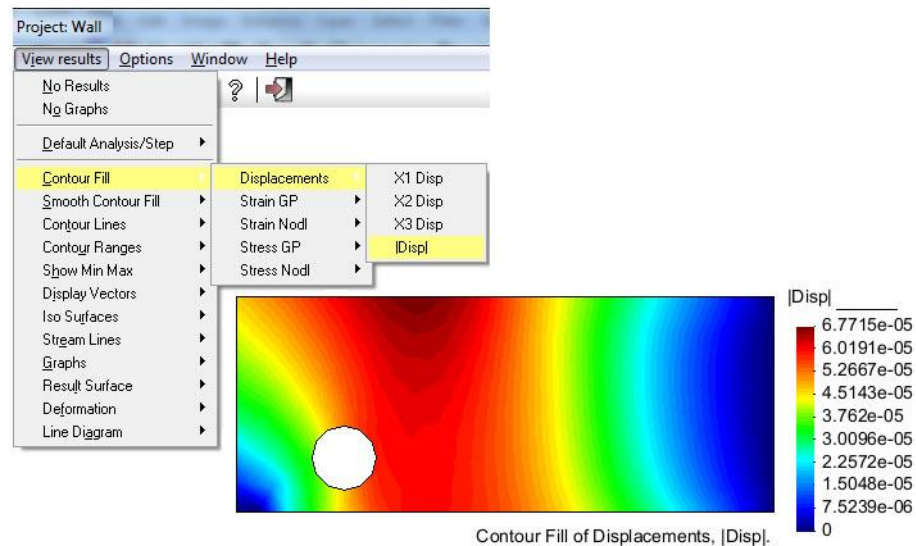 Project: Wall
View results Options Window Help
No Results
No Graphs
Default Analysis/Step
Contour Fill
Smooth Contour Fill
Contour Lines
Contour Ranges
Show Min Max
Display Vectors
Iso Surfaces
Stream Lines
Graphs
Result Surface
Deformation
Line Diagram
Displacements
Strain GP
Strain Nodl
Stress GP
Stress Nodl
X1 Disp
X2 Disp
X3 Disp
|Disp|
?
|Disp|
6.7715e-05
6.0191e-05
5.2667e-05
4.5143e-05
3.762e-05
3.0096e-05
2.2572e-05
1.5048e-05
7.5239e-06
0
Contour Fill of Displacements, |Disp|.